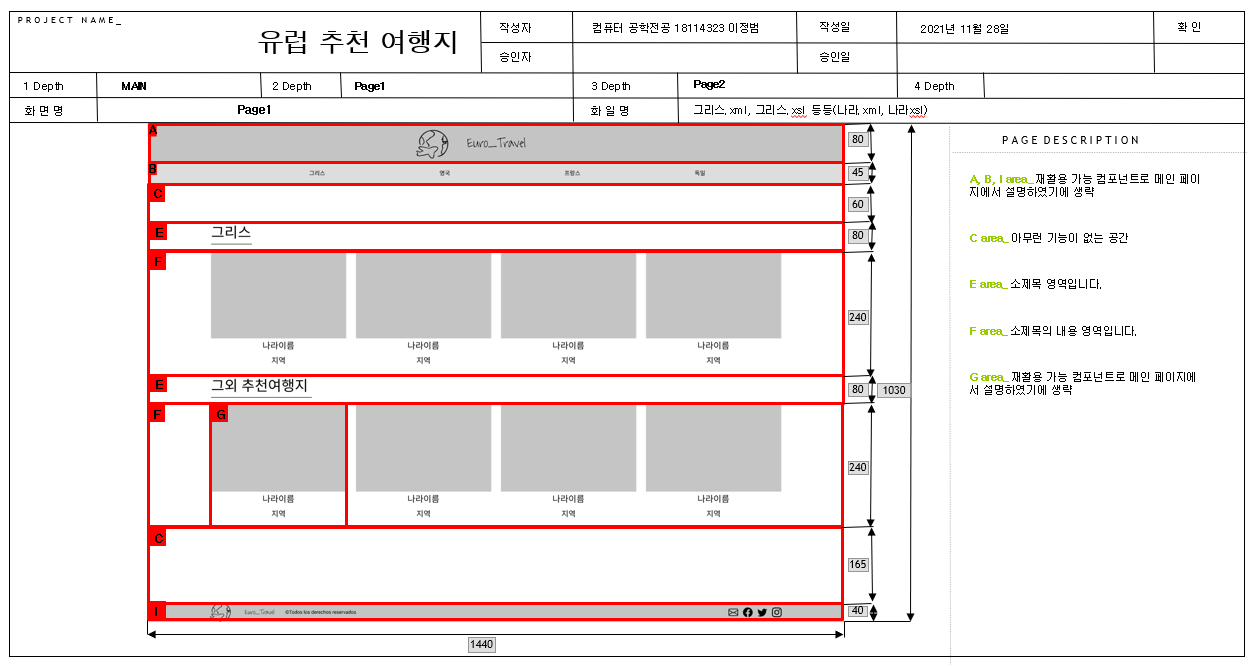 PROJECT NAME_
유럽 추천 여행지
작성자
컴퓨터 공학전공 18114323 이정범
작성일
2021년 11월 28일
확 인
승인자
승인일
1 Depth
MAIN
2 Depth
Page1
3 Depth
Page2
4 Depth
화 면 명
Page1
화 일 명
그리스.xml, 그리스.xsl 등등(나라.xml, 나라xsl)
A
Euro_Travel
80
B
그리스
영국
프랑스
독일
45
C
60
E
그리스
80
F
나라이름
나라이름
나라이름
나라이름
지역
지역
지역
지역
240
E
그외 추천여행지
80
1030
F
G
나라이름
나라이름
나라이름
나라이름
지역
지역
지역
지역
240
C
165
I
Euro_Travel
©Todos los derechos reservados
40
1440
PAGE DESCRIPTION
A, B, I area_ 재활용 가능 컴포넌트로 메인 페이
지에서 설명하였기에 생략
C area_ 아무런 기능이 없는 공간
E area_ 소제목 영역입니다.
F area_ 소제목의 내용 영역입니다.
G area_ 재활용 가능 컴포넌트로 메인 페이지에
서 설명하였기에 생략